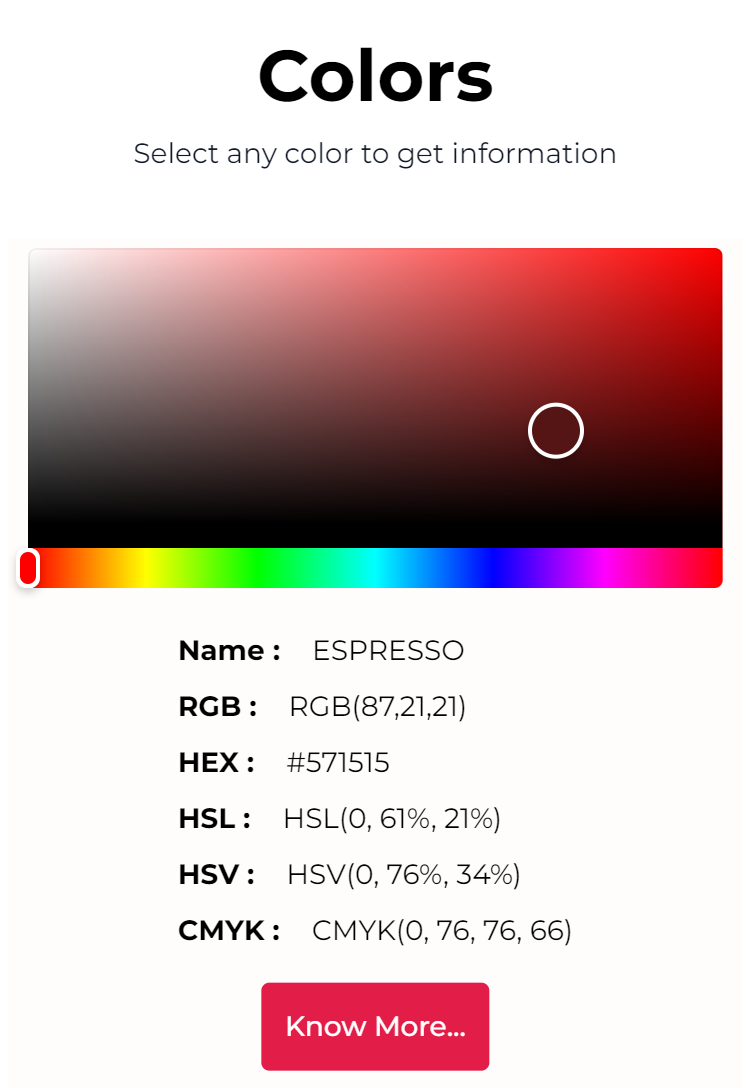 Colors
Select any color to get information
Name : ESPRESSO
RGB : RGB(87,21,21)
HEX : #571515
HSL : HSL(0, 61%, 21%)
HSV : HSV(0, 76%, 34%)
CMYK : CMYK(0, 76, 76, 66)
Know More...